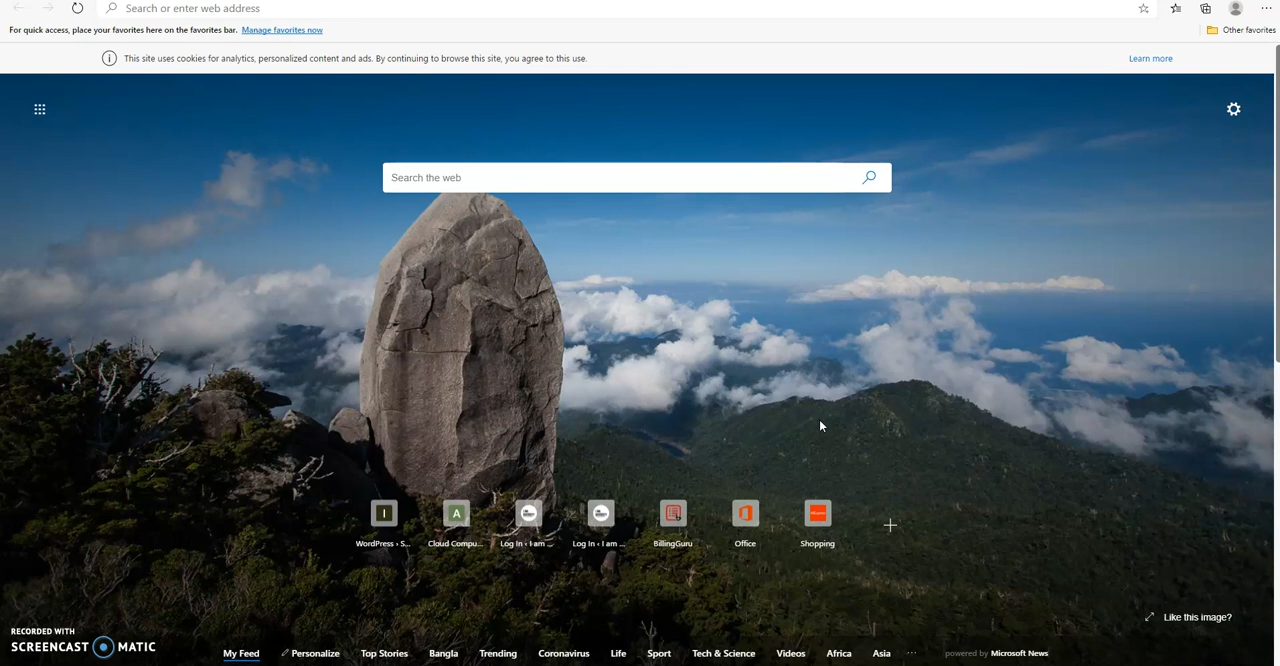 Search or enter web address
For quick access, place your favorites here on the favorites bar. Manage favorites now
Other favorites
This site uses cookies for analytics, personalized content and ads. By continuing to browse this site, you agree to this use. Learn more
Search the web
I A
WordPress › S... Cloud Compu... Log In ‹ I am ... Log In ‹ I am ... BillingGuru Office Shopping
Like this image?
RECORDED WITH
SCREENCAST MATIC
My Feed Personalize Top Stories Bangla Trending Coronavirus Life Sport Tech & Science Videos Africa Asia ... powered by Microsoft News